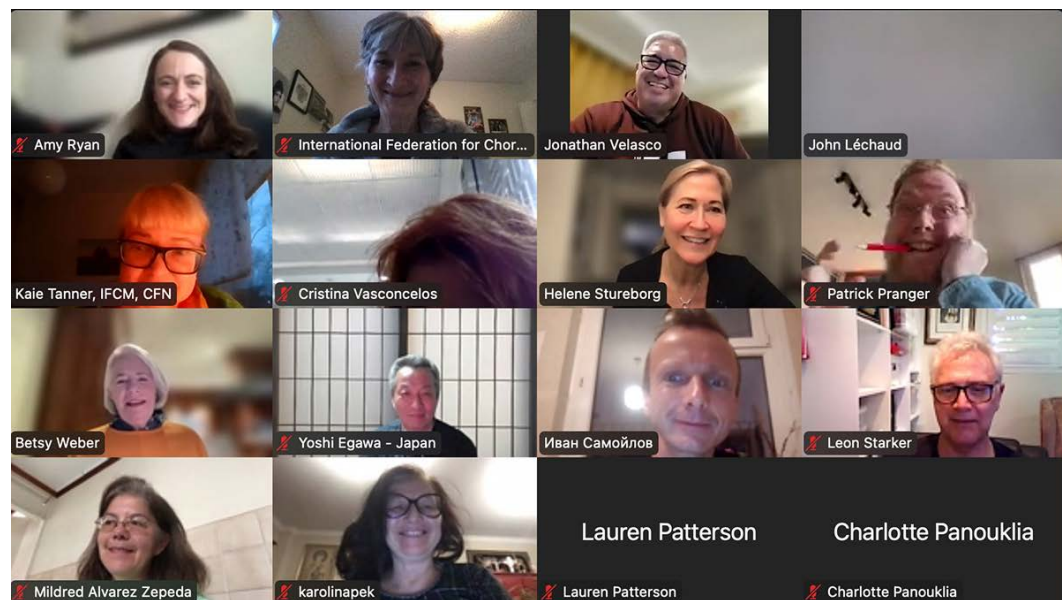 Amy Ryan
International Federation for Chor...
Jonathan Velasco
John Léchaud
Kaie Tanner, IFCM, CFN
Cristina Vasconcelos
Helene Stureborg
Patrick Pranger
Betsy Weber
Yoshi Egawa - Japan
Иван Самойлов
Leon Starker
Lauren Patterson
Charlotte Panouklia
Mildred Alvarez Zepeda
karolinapek
Lauren Patterson
Charlotte Panouklia